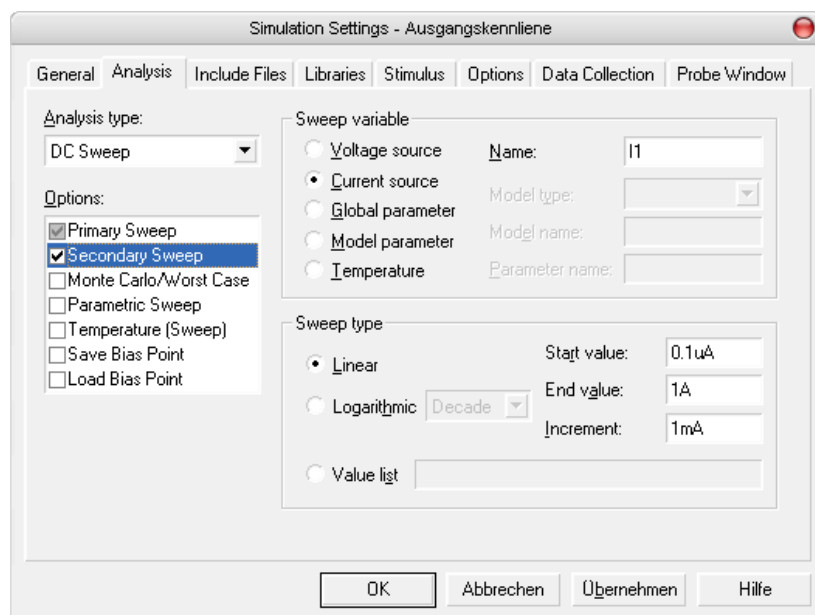 Simulation Settings - Ausgangskennliene
General Analysis Include Files Libraries Stimulus Options Data Collection Probe Window
Analysis type:
DC Sweep
Options:
Primary Sweep
Secondary Sweep
Monte Carlo/Worst Case
Parametric Sweep
Temperature (Sweep)
Save Bias Point
Load Bias Point
Sweep variable
Voltage source
Current source
Global parameter
Model parameter
Temperature
Name: I1
Model type:
Model name:
Parameter name:
Sweep type
Linear
Logarithmic Decade
Value list
Start value: 0.1uA
End value: 1A
Increment: 1mA
OK Abbrechen Übernehmen Hilfe